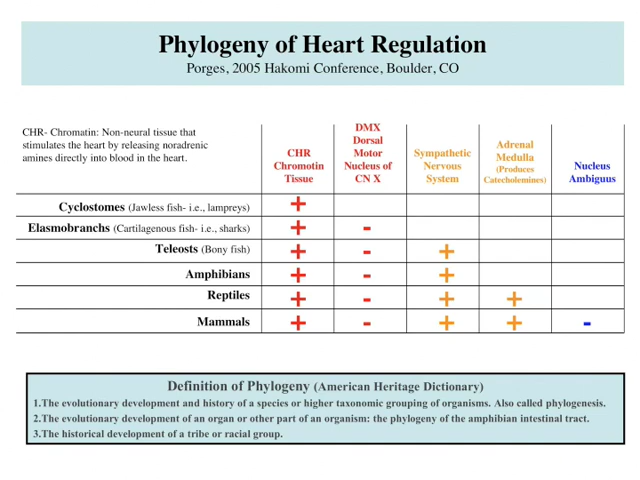 Phylogeny of Heart Regulation
Porges, 2005 Hakomi Conference, Boulder, CO
CHR- Chromatin: Non-neural tissue that
stimulates the heart by releasing noradrenic
amines directly into blood in the heart.
CHR
Chromotin
Tissue
DMX
Dorsal
Motor
Nucleus of
CN X
Sympathetic
Nervous
System
Adrenal
Medulla
(Produces
Catecholemines)
Nucleus
Ambiguus
Cyclostomes (Jawless fish- i.e., lampreys) +
Elasmobranchs (Cartilagenous fish- i.e., sharks) + -
Teleosts (Bony fish) + - +
Amphibians + - +
Reptiles + - + +
Mammals + - + + -
Definition of Phylogeny (American Heritage Dictionary)
1.The evolutionary development and history of a species or higher taxonomic grouping of organisms. Also called phylogenesis.
2.The evolutionary development of an organ or other part of an organism: the phylogeny of the amphibian intestinal tract.
3.The historical development of a tribe or racial group.